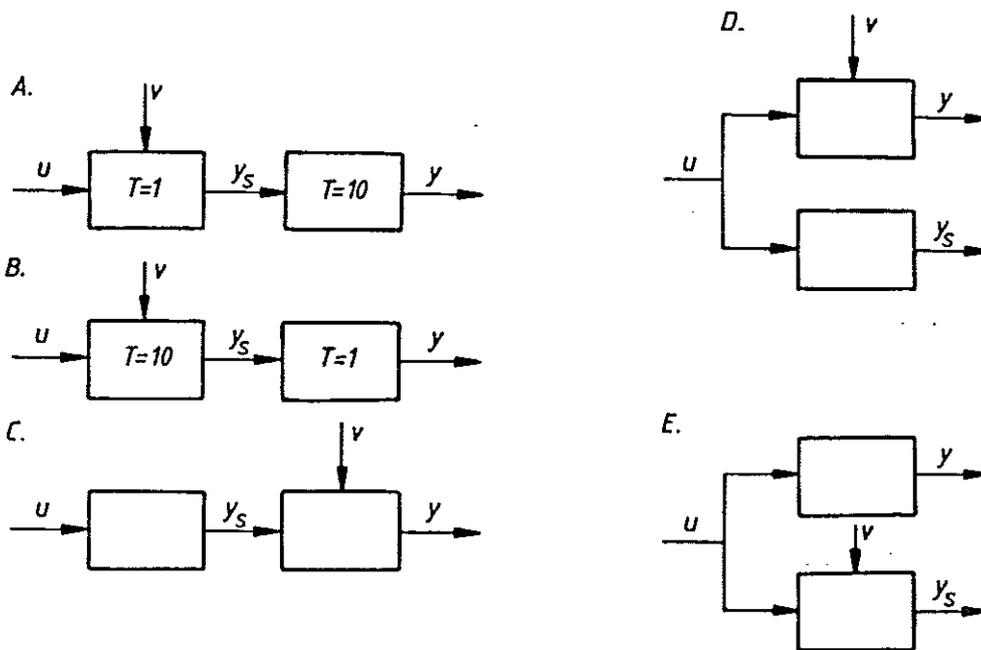 A.
v
u
T=1
y_s
T=10
y
B.
v
u
T=10
y_s
T=1
y
C.
v
u
y_s
y
D.
v
y
u
y_s
E.
y
u
v
y_s